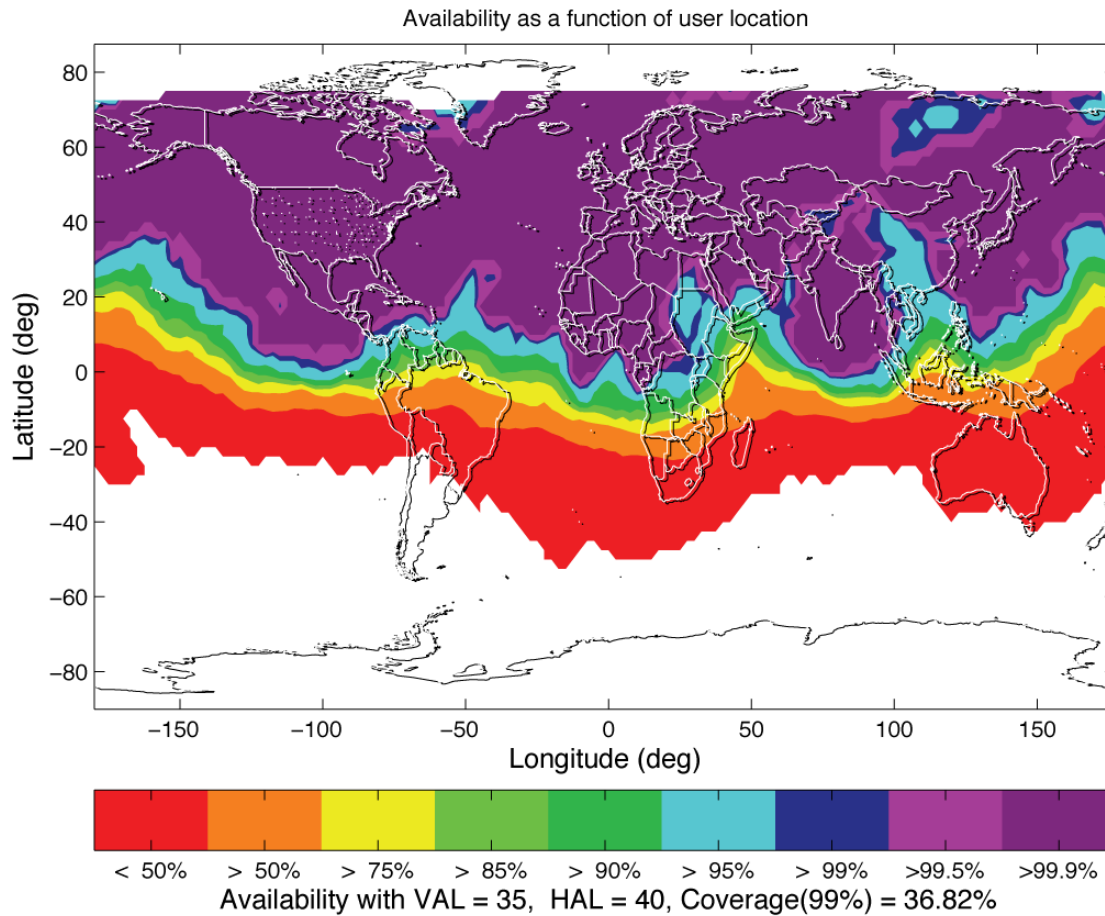 Availability as a function of user location
80
60
40
20
0
−20
−40
−60
−80
Latitude (deg)
−150 −100 −50 0 50 100 150
Longitude (deg)
< 50% > 50% > 75% > 85% > 90% > 95% > 99% >99.5% >99.9%
Availability with VAL = 35, HAL = 40, Coverage(99%) = 36.82%